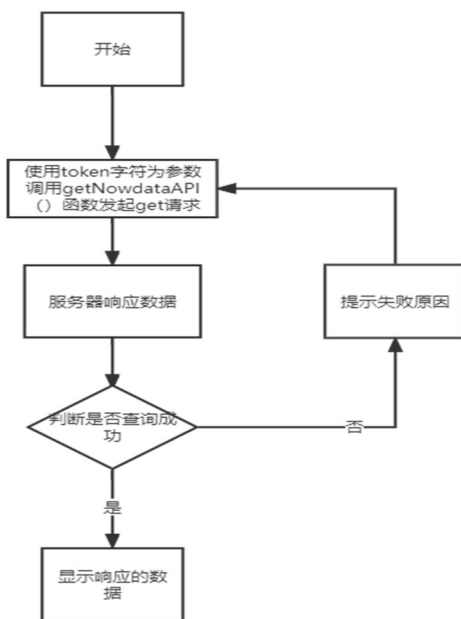 开始
使用token字符为参数
调用getNowdataAPI
（）函数发起get请求
服务器响应数据
提示失败原因
判断是否查询成
功
否
是
显示响应的数
据